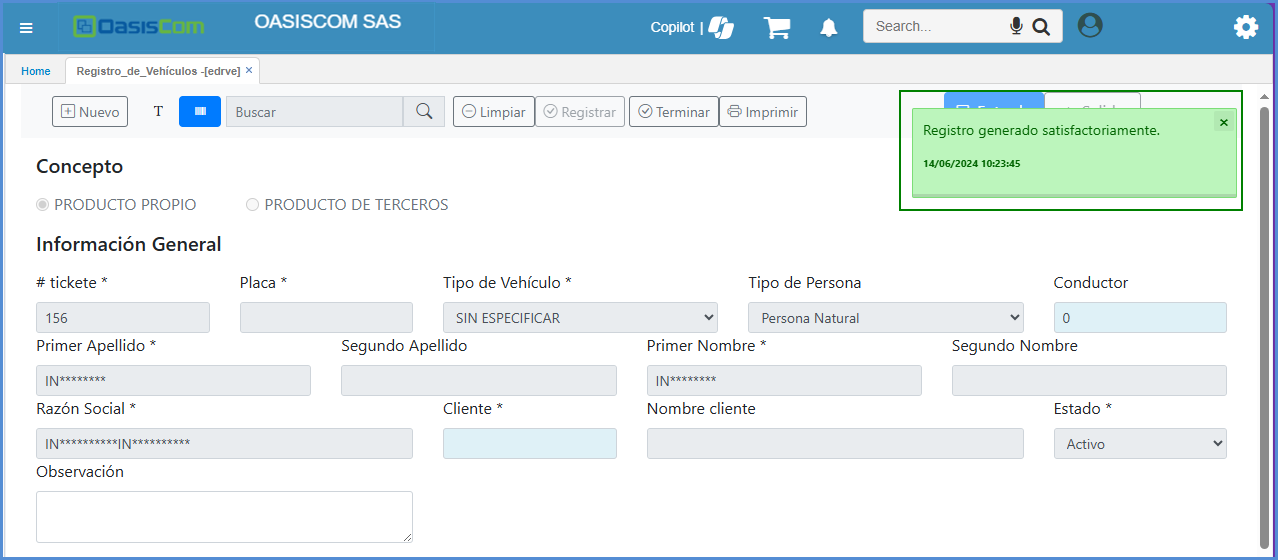 OasisCom OASISCOM SAS Copilot | Search...
Home Registro_de_Vehículos -[edrve] ×
Nuevo T Buscar Limpiar Registrar Terminar Imprimir
Registro generado satisfactoriamente. ×
14/06/2024 10:23:45
Concepto
PRODUCTO PROPIO PRODUCTO DE TERCEROS
Información General
# tickete * Placa * Tipo de Vehículo * Tipo de Persona Conductor
156 SIN ESPECIFICAR Persona Natural 0
Primer Apellido * Segundo Apellido Primer Nombre * Segundo Nombre
IN******** IN********
Razón Social * Cliente * Nombre cliente Estado *
IN**********IN********** Activo
Observación